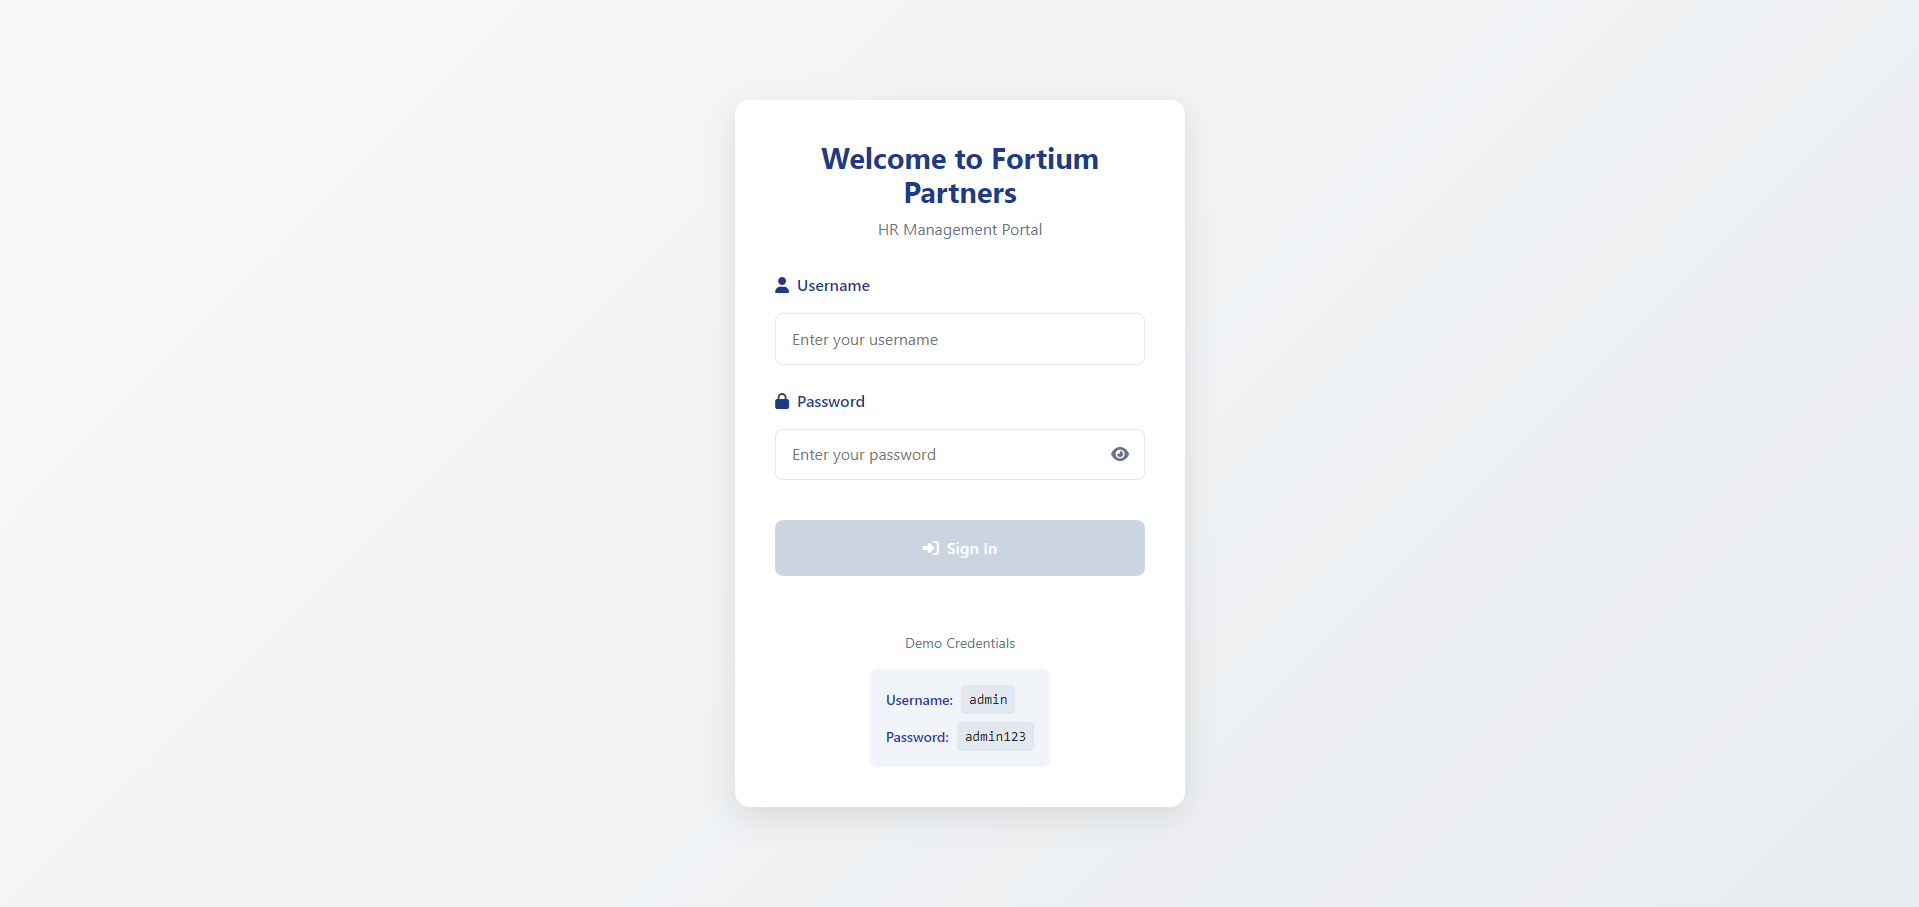 Welcome to Fortium
Partners
HR Management Portal
Username
Enter your username
Password
Enter your password
Sign In
Demo Credentials
Username: admin
Password: admin123